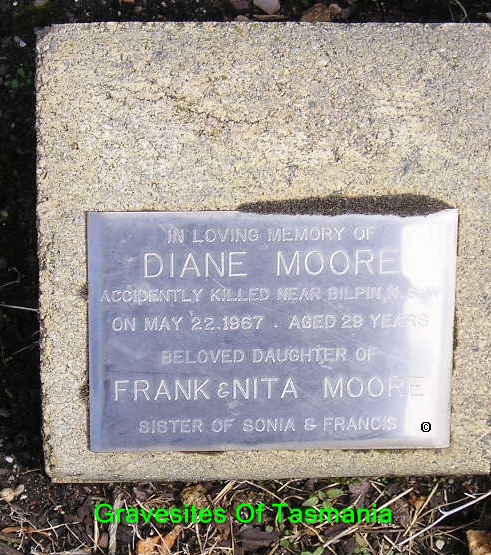 IN LOVING MEMORY OF
DIANE MOORE
ACCIDENTLY KILLED NEAR BILPIN, N.S.W
ON MAY 22.1967. AGED 29 YEARS
BELOVED DAUGHTER OF
FRANK & NITA MOORE
SISTER OF SONIA & FRANCIS
©
Gravesites Of Tasmania